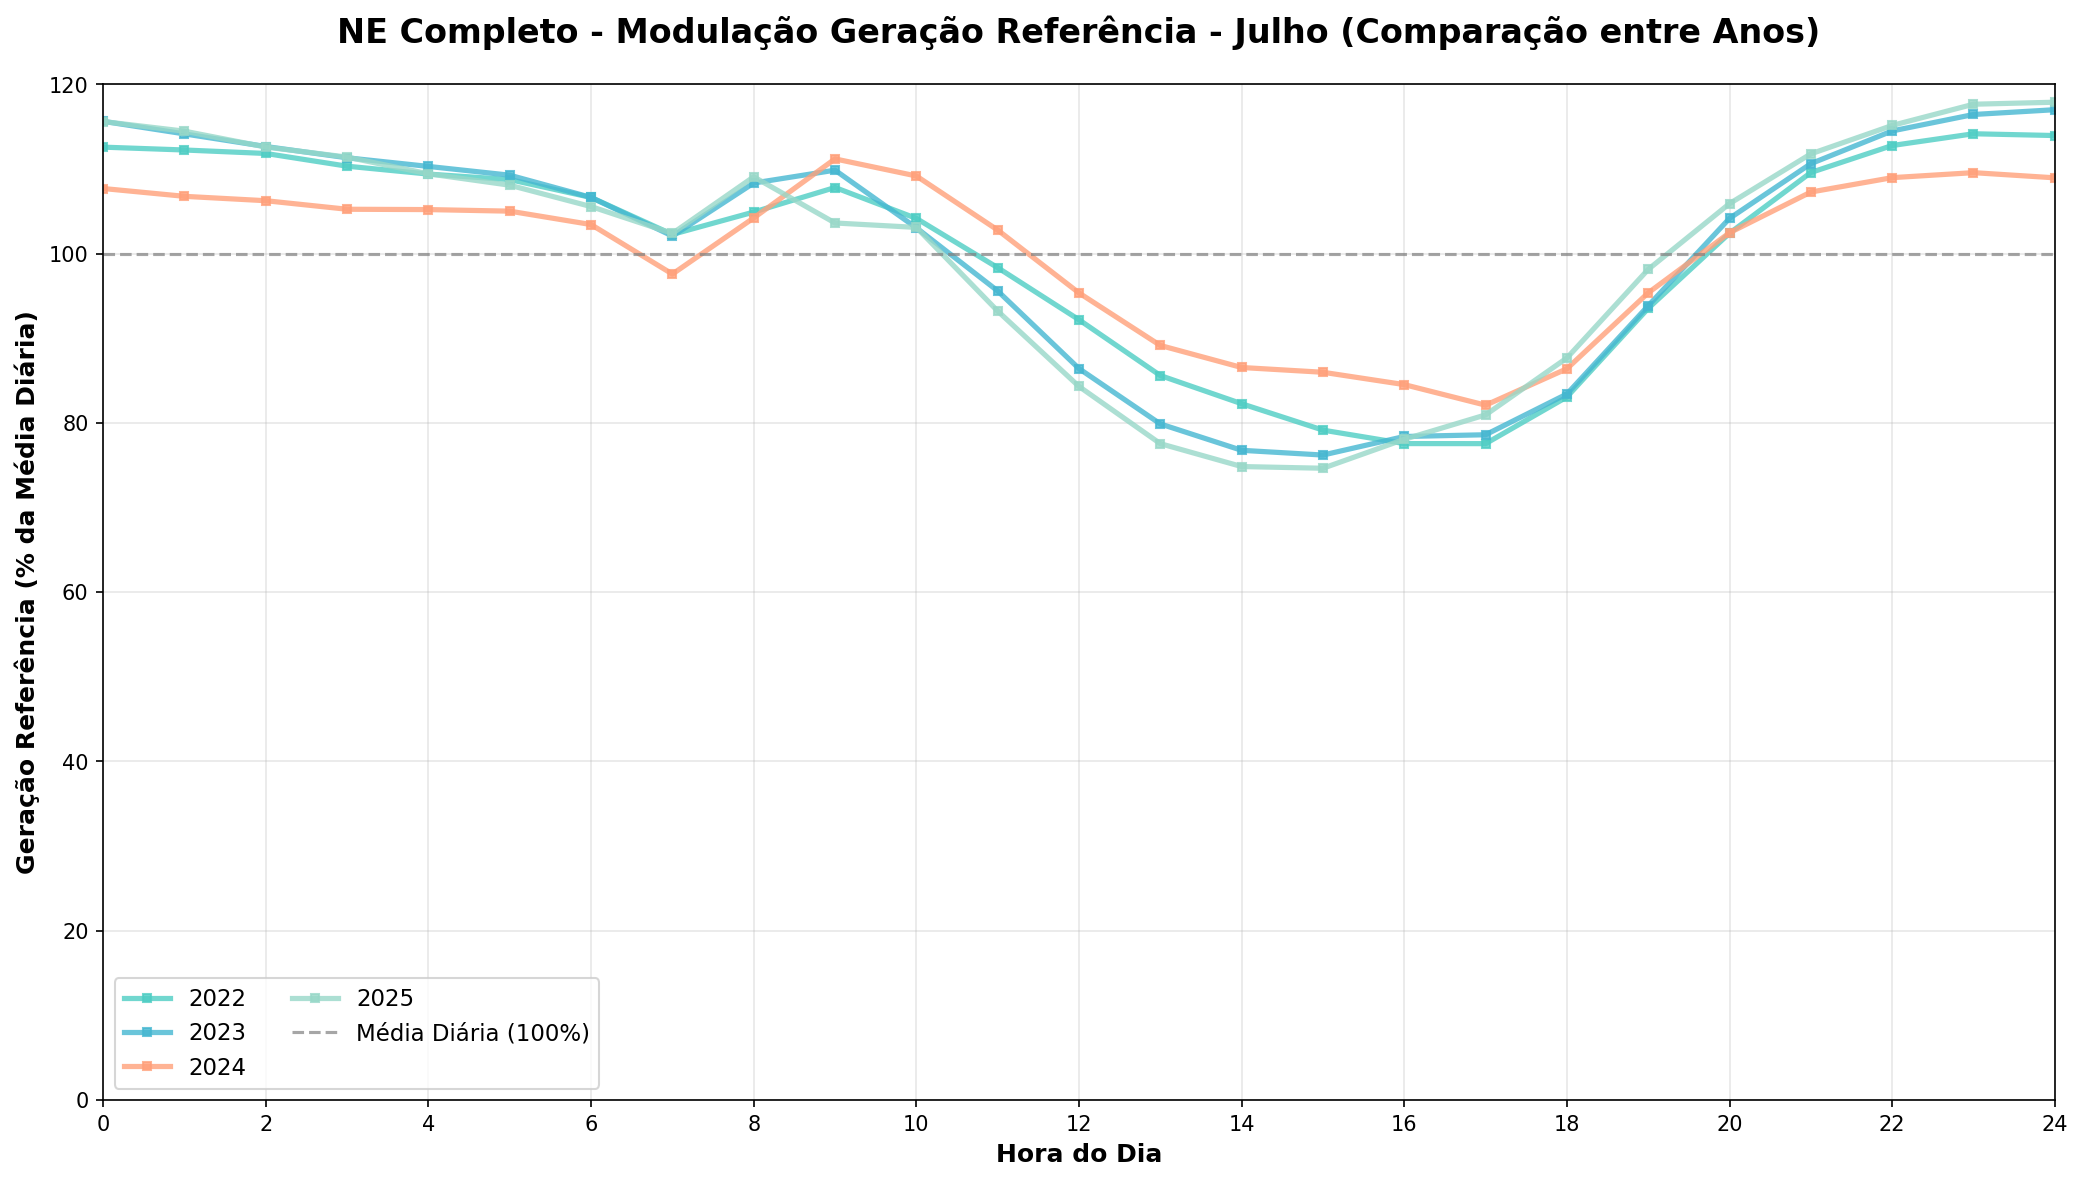 NE Completo - Modulação Geração Referência - Julho (Comparação entre Anos)
Geração Referência (% da Média Diária)
120
100
80
60
40
20
0
2022
2023
2024
2025
Média Diária (100%)
0 2 4 6 8 10 12 14 16 18 20 22 24
Hora do Dia